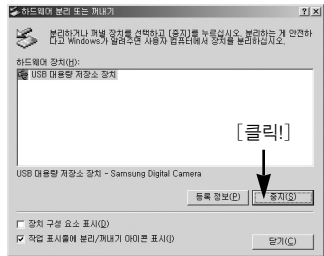 하드웨어 분리 또는 꺼내기
분리하거나 꺼낼 장치를 선택하고 [중지]를 누르십시오. 분리하는 게 안전하
다고 Windows가 알려주면 사용자 컴퓨터에서 장치를 분리하십시오.
하드웨어 장치(H):
USB 대용량 저장소 장치
[클릭!]
USB 대용량 저장소 장치 - Samsung Digital Camera
등록 정보(P) 중지(S)
장치 구성 요소 표시(D)
작업 표시줄에 분리/꺼내기 아이콘 표시(I)
닫기(C)